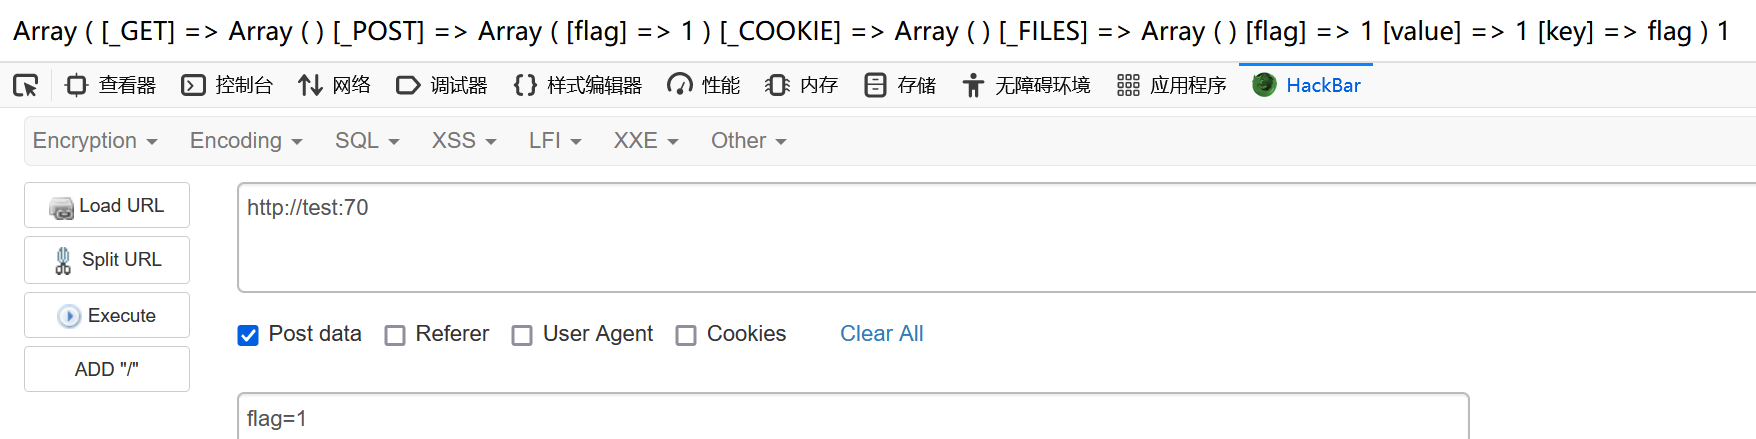 Array ( [_GET] => Array ( ) [_POST] => Array ( [flag] => 1 ) [_COOKIE] => Array ( ) [_FILES] => Array ( ) [flag] => 1 [value] => 1 [key] => flag ) 1
查看器 控制台 网络 调试器 样式编辑器 性能 内存 存储 无障碍环境 应用程序 HackBar
Encryption Encoding SQL XSS LFI XXE Other
Load URL
http://test:70
Split URL
Execute
Post data Referer User Agent Cookies Clear All
ADD "/"
flag=1